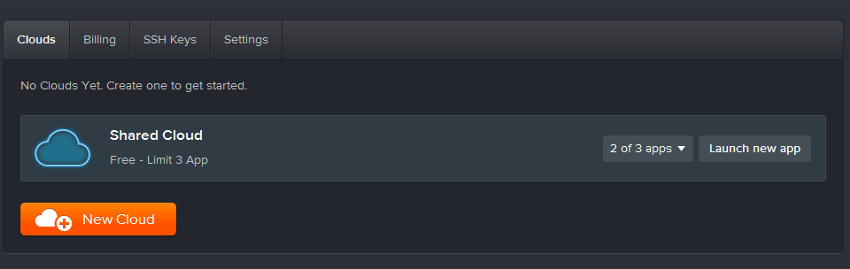 Clouds Billing SSH Keys Settings
No Clouds Yet. Create one to get started.
Shared Cloud
Free - Limit 3 App
2 of 3 apps Launch new app
New Cloud